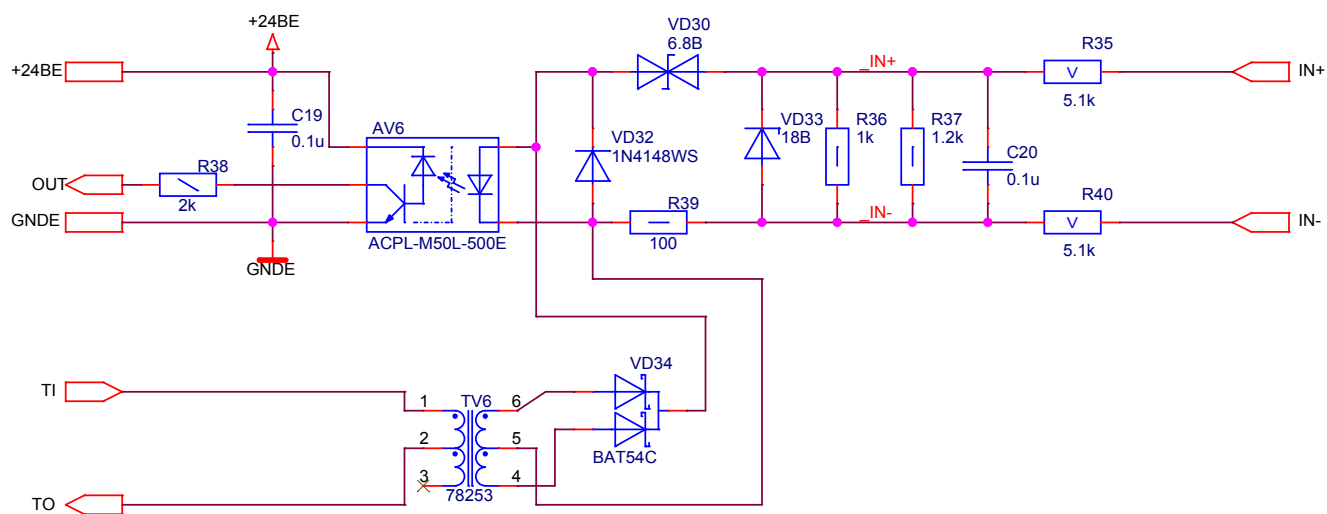 +24BE
VD30
6.8B
R35
+24BE
_IN+
V
IN+
5.1k
C19
0.1u
AV6
VD32
1N4148WS
VD33
18B
R36
1k
R37
1.2k
C20
0.1u
R38
OUT
2k
R39
R40
GNDE
_IN-
V
IN-
ACPL-M50L-500E
100
5.1k
GNDE
VD34
TI
1
TV6
6
2
5
BAT54C
3
4
78253
TO